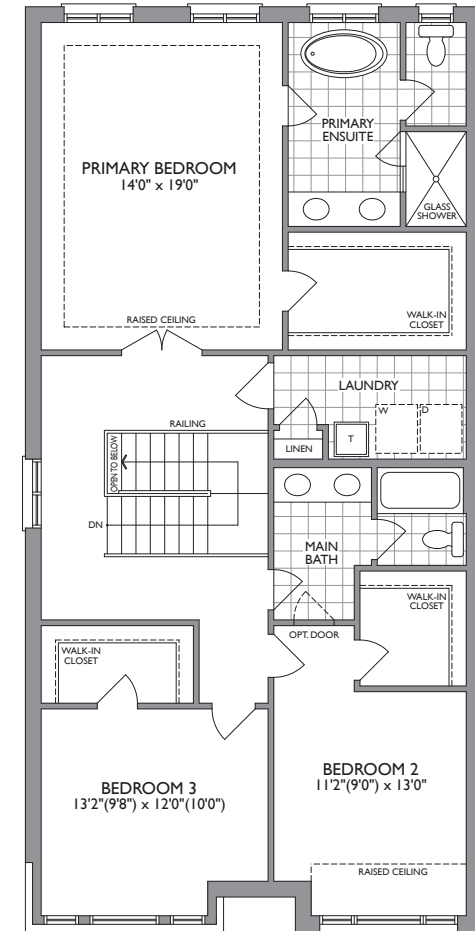 PRIMARY
ENSUITE
PRIMARY BEDROOM
14'0" x 19'0"
GLASS
SHOWER
RAISED CEILING
WALK-IN
CLOSET
LAUNDRY
W
D
RAILING
LINEN
T
OPEN TO BELOW
DN
MAIN
BATH
WALK-IN
CLOSET
OPT. DOOR
WALK-IN
CLOSET
BEDROOM 2
11'2"(9'0") x 13'0"
BEDROOM 3
13'2"(9'8") x 12'0"(10'0")
RAISED CEILING